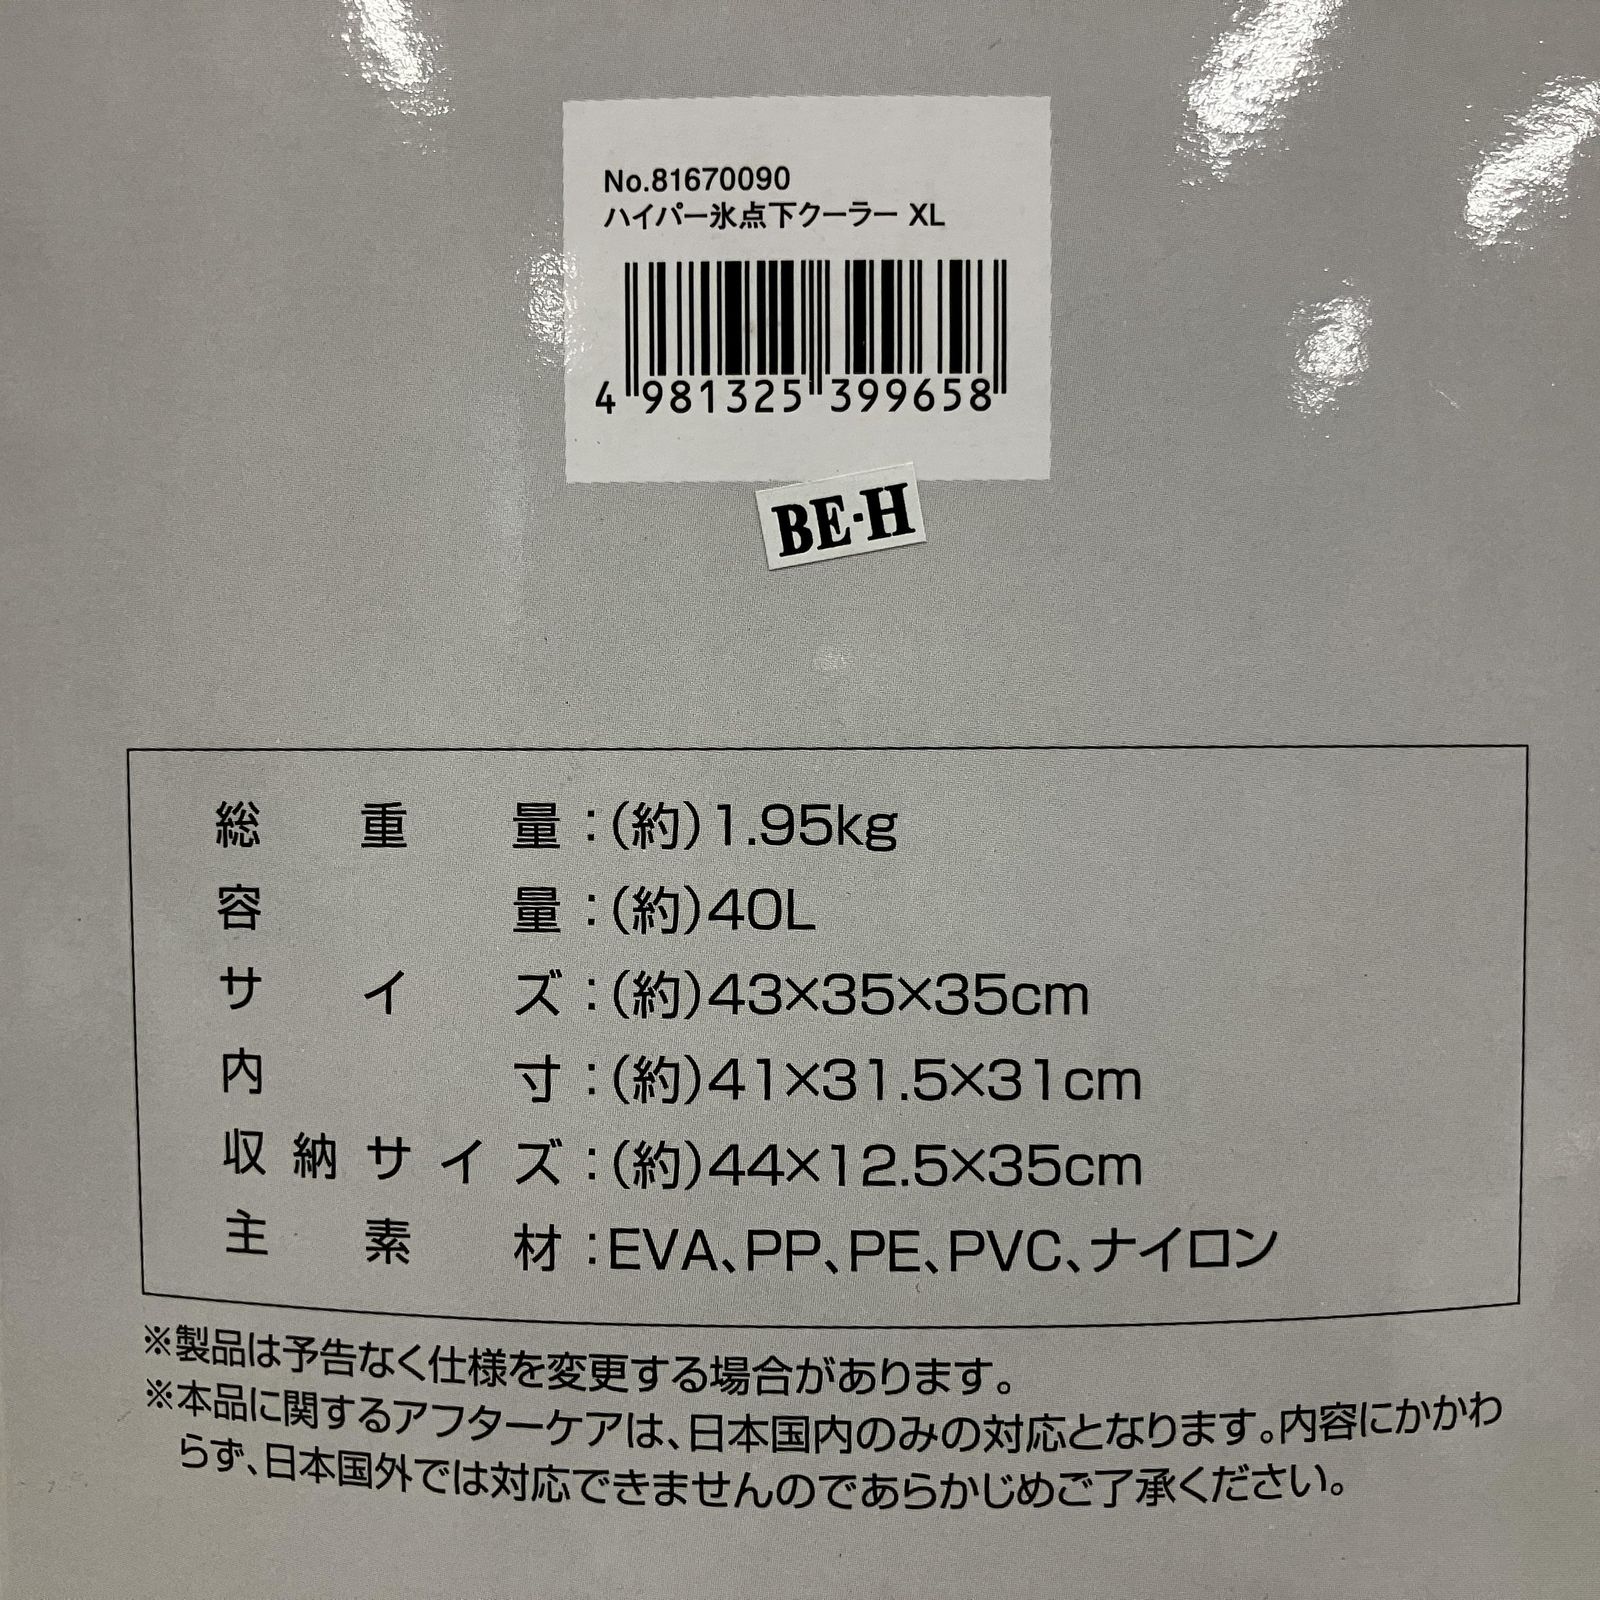 No.81670090
ハイパー氷点下クーラー XL
4 981325 399658
BE-H
総重量:(約)1.95kg
容量:(約)40L
サイズ:(約)43×35×35cm
内寸:(約)41×31.5×31cm
収納サイズ:(約)44×12.5×35cm
主素材:EVA、PP、PE、PVC、ナイロン
※製品は予告なく仕様を変更する場合があります。
※本品に関するアフターケアは、日本国内のみの対応となります。内容にかかわ
らず、日本国外では対応できませんのであらかじめご了承ください。